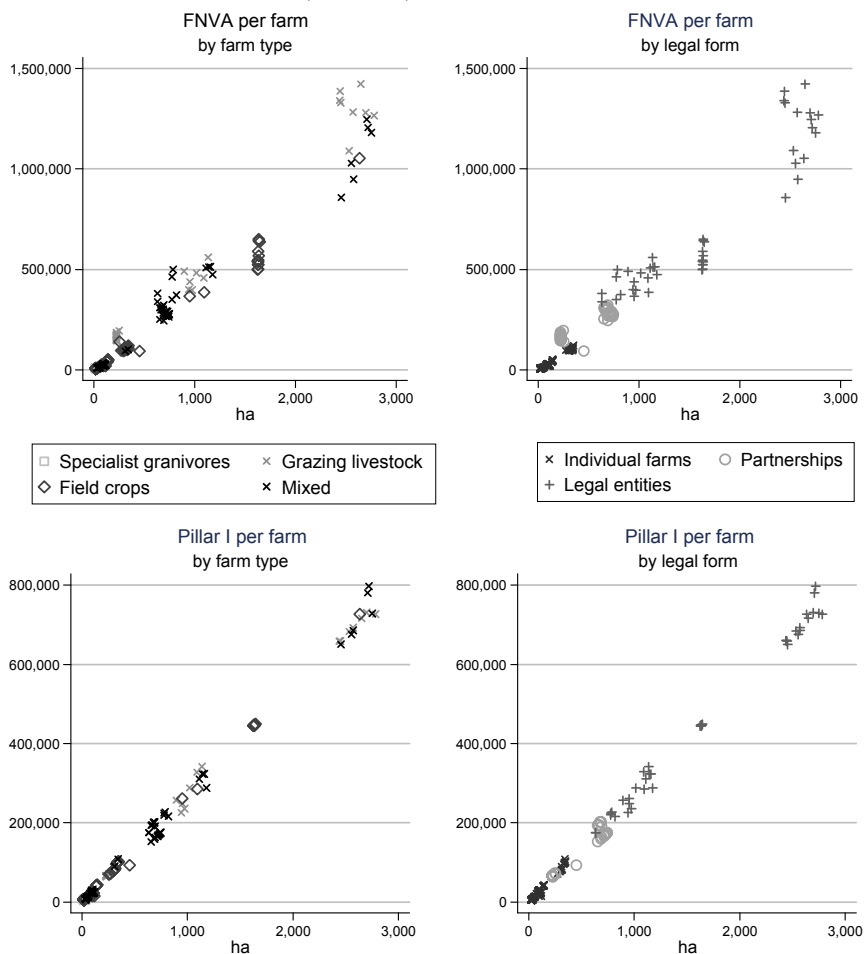 FNVA per farm
by farm type
1,500,000
1,000,000
500,000
0
0
1,000
2,000
3,000
ha
FNVA per farm
by legal form
1,500,000
1,000,000
500,000
0
0
1,000
2,000
3,000
ha
Specialist granivores
Grazing livestock
Field crops
Mixed
Individual farms
Partnerships
Legal entities
Pillar I per farm
by farm type
800,000
600,000
400,000
200,000
0
0
1,000
2,000
3,000
ha
Pillar I per farm
by legal form
800,000
600,000
400,000
200,000
0
0
1,000
2,000
3,000
ha